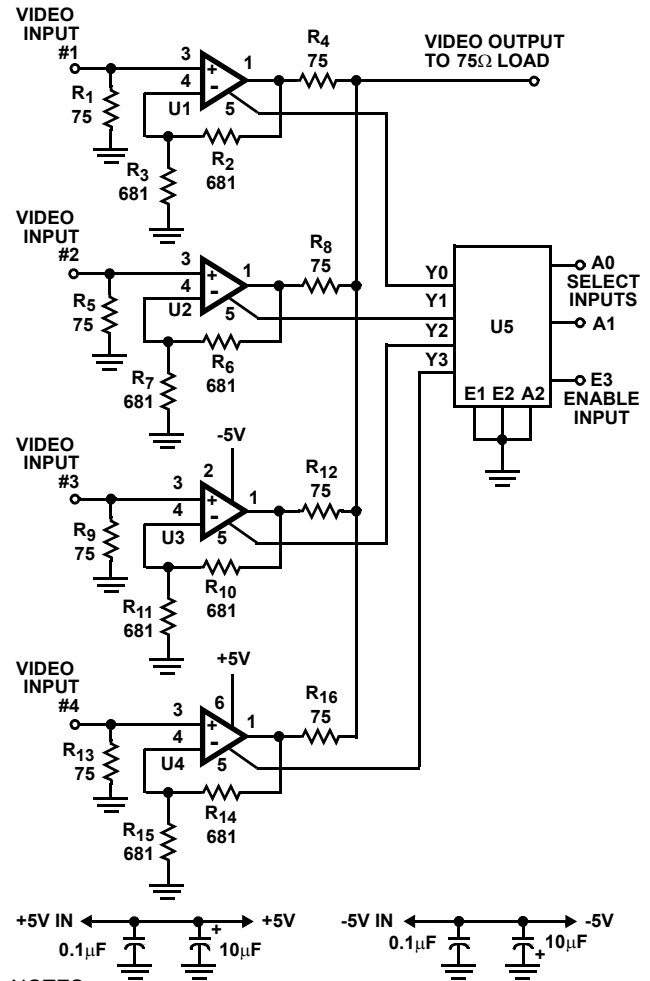 VIDEO
INPUT
#1
3
4
+
-
1
U1
5
R1
75
R2
681
R3
681
R4
75
VIDEO OUTPUT
TO 75Ω LOAD
VIDEO
INPUT
#2
3
4
+
-
1
U2
5
R5
75
R6
681
R7
681
R8
75
Y0
Y1
Y2
Y3
U5
E1 E2 A2
A0
SELECT
INPUTS
A1
E3
ENABLE
INPUT
VIDEO
INPUT
#3
-5V
2
3
4
+
-
1
U3
5
R9
75
R10
681
R11
681
R12
75
VIDEO
INPUT
#4
+5V
6
3
4
+
-
1
U4
5
R13
75
R14
681
R15
681
R16
75
+5V IN
+5V
0.1μF
+
10μF
-5V IN
-5V
0.1μF
10μF
+